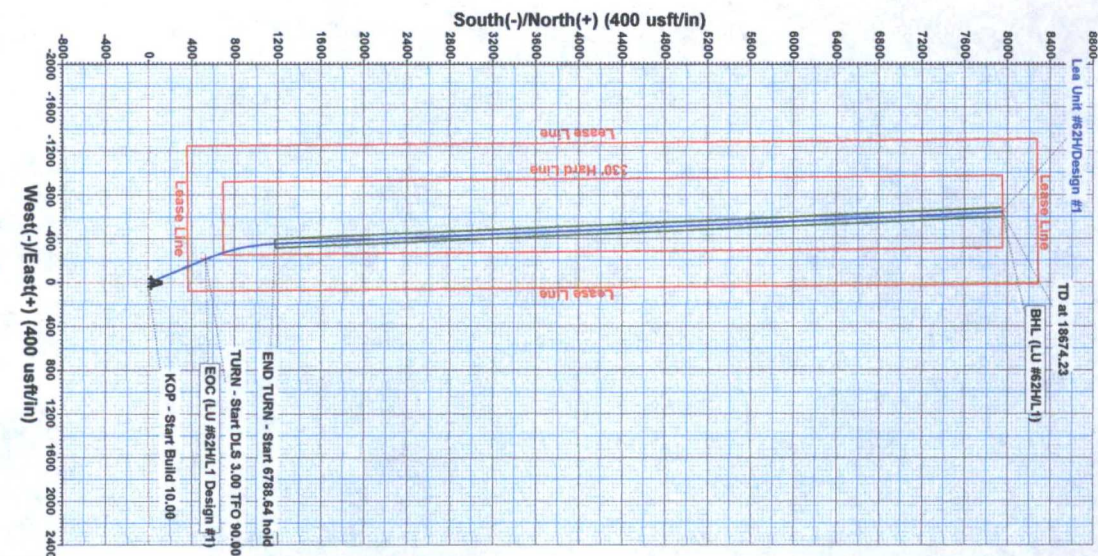 South(-)/North(+) (400 usft/in)
-800
-400
0
400
800
1200
1600
2000
2400
2800
3200
3600
4000
4400
4800
5200
5600
6000
6400
6800
7200
7600
8000
8400
8800
-2000
-1600
-1200
-800
-400
0
400
800
1200
1600
2000
2400
West(-)/East(+) (400 usft/in)
Lea Unit #62H/Design #1
Lease Line
330' Hard Line
Lease Line
Lease Line
Lease Line
TD at 18674.23
BHL (LU #62H/L1)
END TURN - Start 6788.64 hold
TURN - Start DLS 3.00 TFO 90.00
EOC (LU #62H/L1 Design #1)
KOP - Start Build 10.00